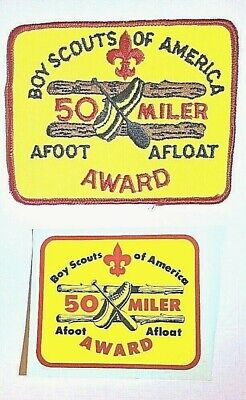 BOY SCOUTS OF AMERICA
50 MILER
AFOOT AFLOAT
AWARD
Boy Scouts of America
50 MILER
Afoot Afloat
AWARD